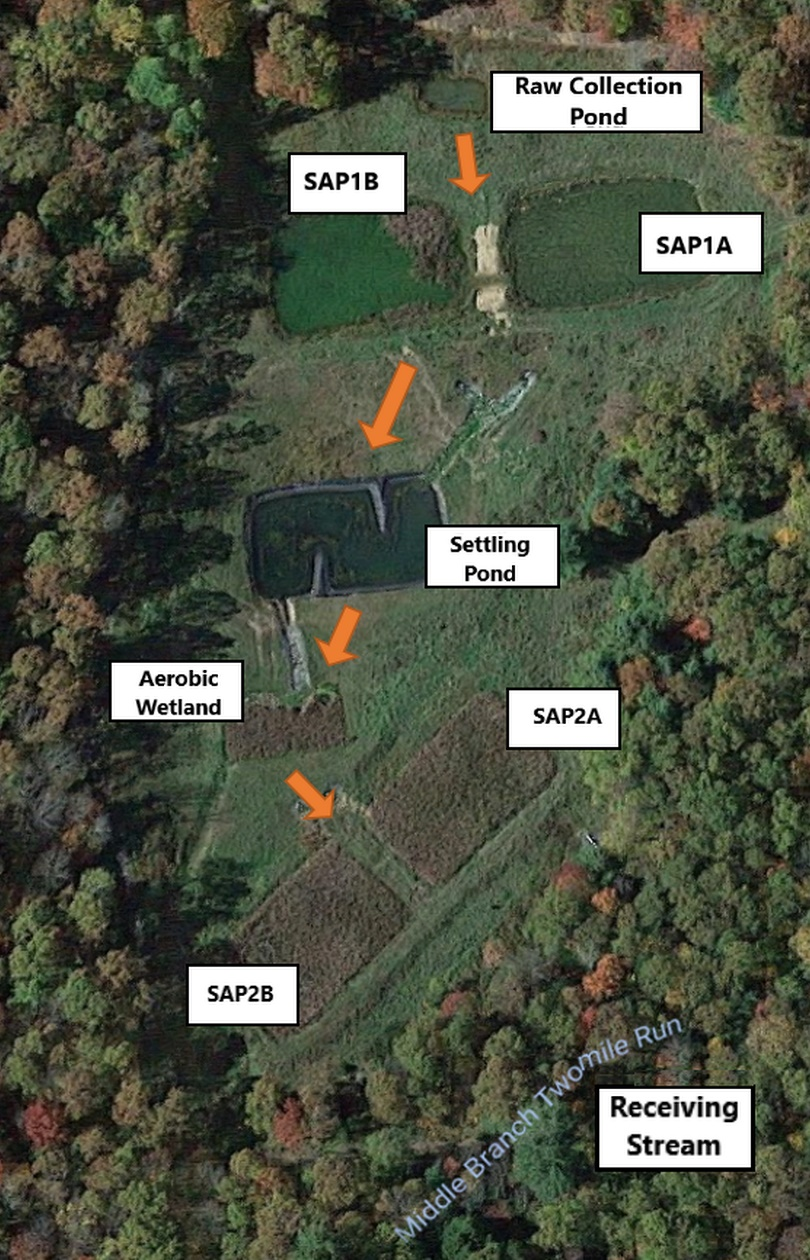 Raw Collection
Pond
SAP1B
SAP1A
Settling
Pond
Aerobic
Wetland
SAP2A
SAP2B
Middle Branch Twomile Run
Receiving
Stream